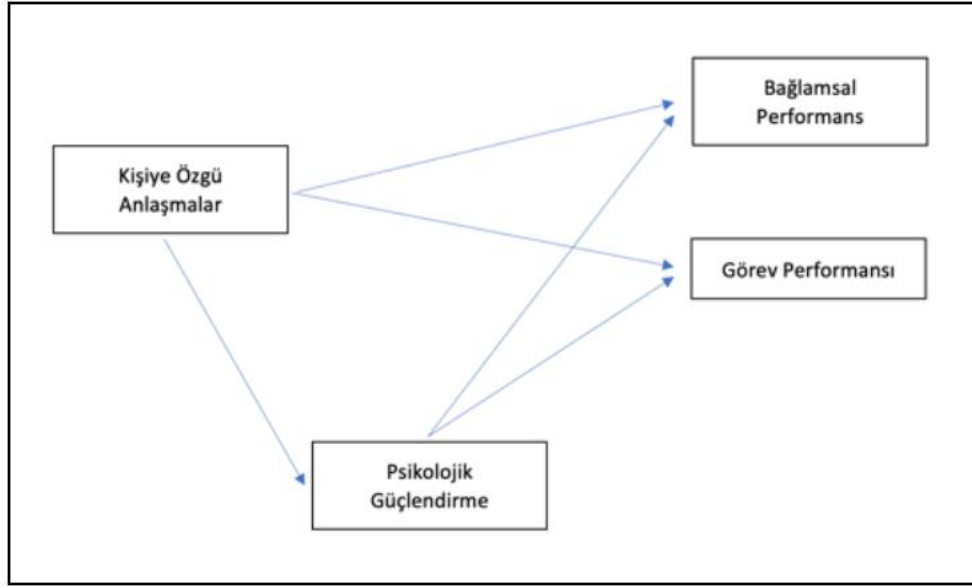 Bağlamsal
Performans
Kişiye Özgü
Anlaşmalar
Görev Performansı
Psikolojik
Güçlendirme